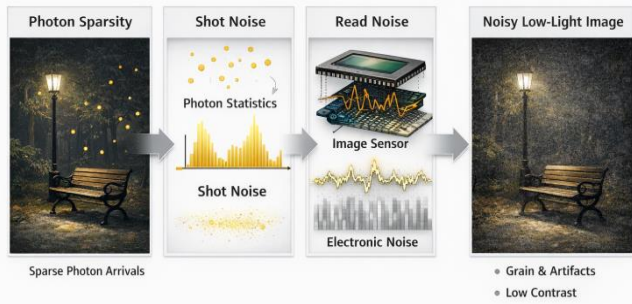 Photon Sparsity
Sparse Photon Arrivals
Shot Noise
Photon Statistics
Shot Noise
Read Noise
Image Sensor
Electronic Noise
Noisy Low-Light Image
• Grain & Artifacts
• Low Contrast